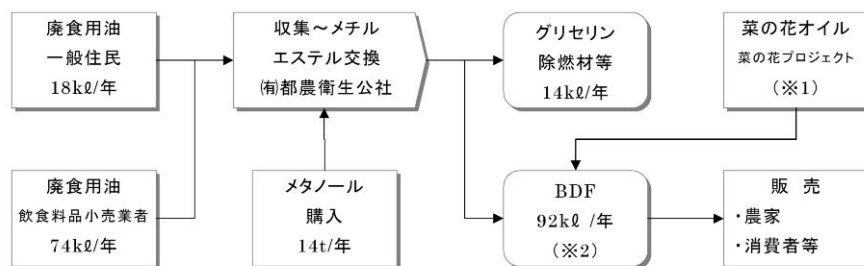 廃食用油
一般住民
18kℓ/年
収集～メチル
エステル交換
㈲都農衛生公社
グリセリン
除燃材等
14kℓ/年
菜の花オイル
菜の花プロジェクト
(※1)
廃食用油
飲食料品小売業者
74kℓ/年
メタノール
購入
14t/年
BDF
92kℓ /年
(※2)
販 売
・農家
・消費者等